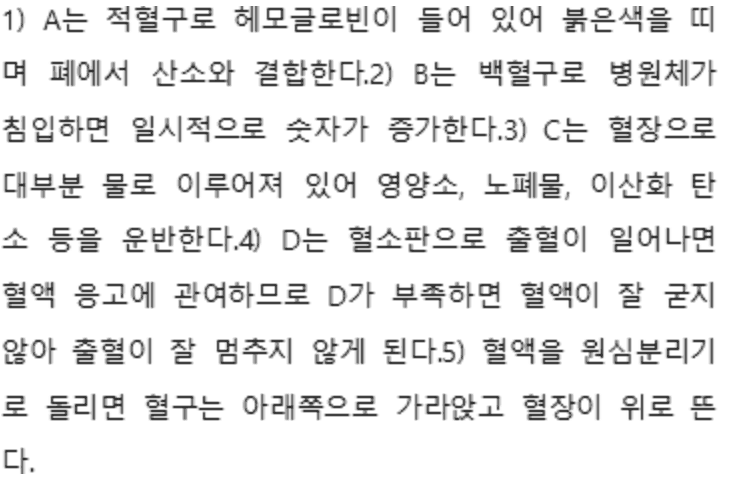 1) A는 적혈구로 헤모글로빈이 들어 있어 붉은색을 띠
며 폐에서 산소와 결합한다.2) B는 백혈구로 병원체가
침입하면 일시적으로 숫자가 증가한다.3) C는 혈장으로
대부분 물로 이루어져 있어 영양소, 노폐물, 이산화 탄
소 등을 운반한다.4) D는 혈소판으로 출혈이 일어나면
혈액 응고에 관여하므로 D가 부족하면 혈액이 잘 굳지
않아 출혈이 잘 멈추지 않게 된다.5) 혈액을 원심분리기
로 돌리면 혈구는 아래쪽으로 가라앉고 혈장이 위로 뜬
다.